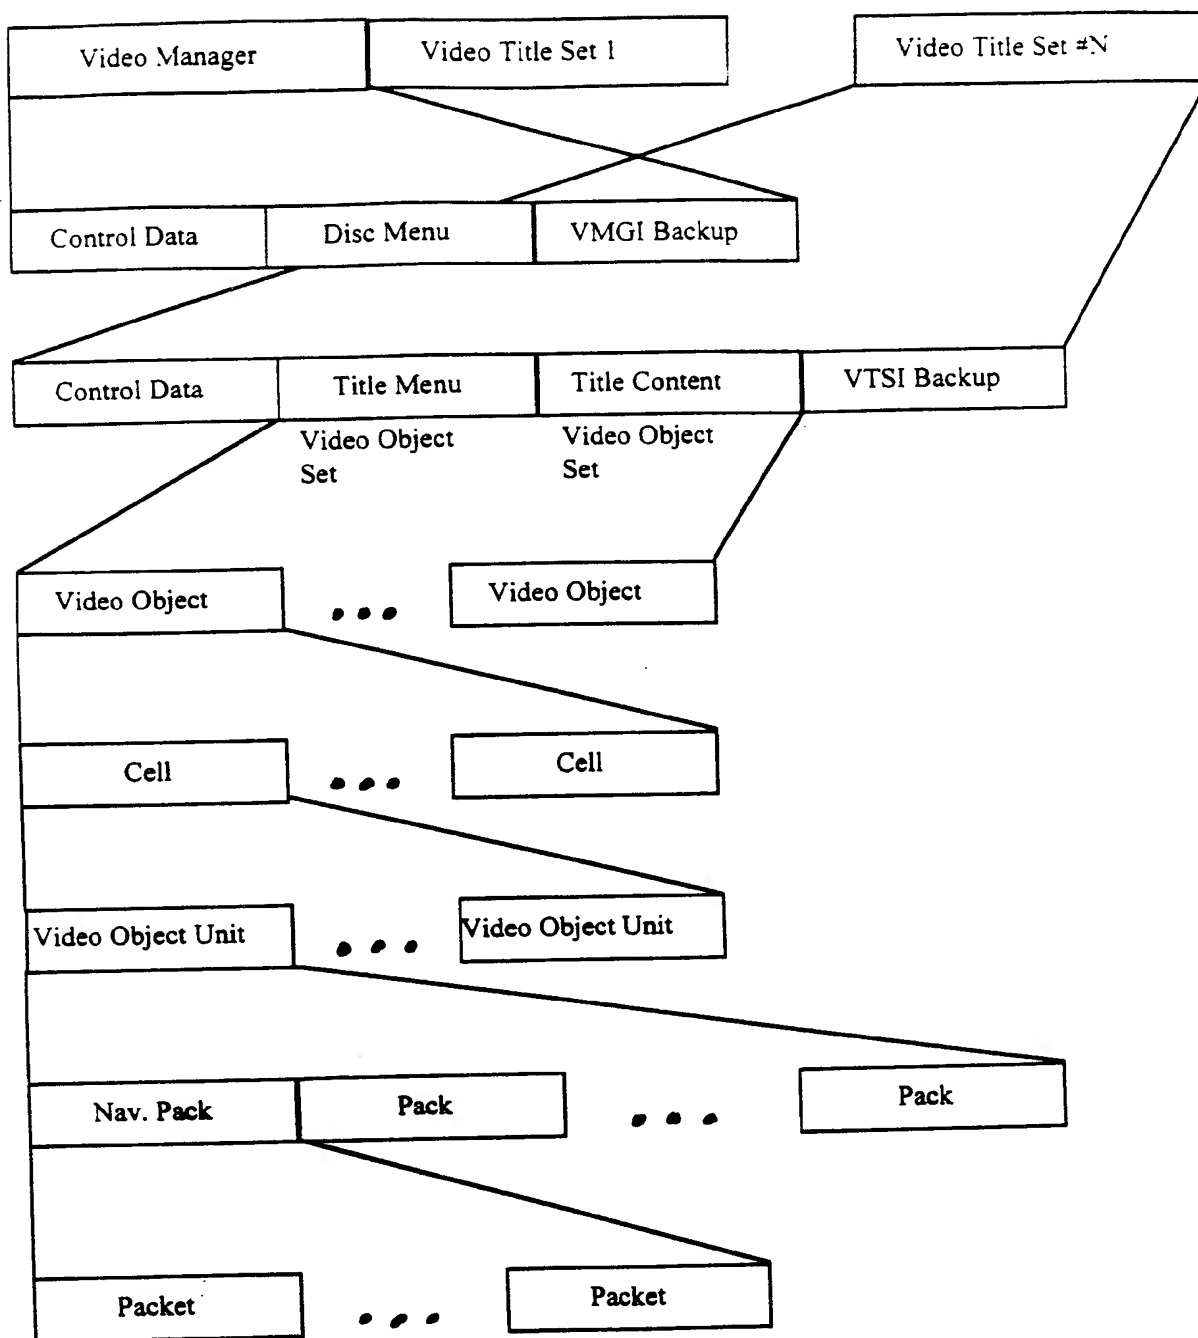 Video Manager
Video Title Set 1
Video Title Set #N
Control Data
Disc Menu
VMGI Backup
Control Data
Title Menu
Title Content
VTSI Backup
Video Object
Set
Video Object
Set
Video Object
Video Object
Cell
Cell
Video Object Unit
Video Object Unit
Nav. Pack
Pack
Pack
Packet
Packet